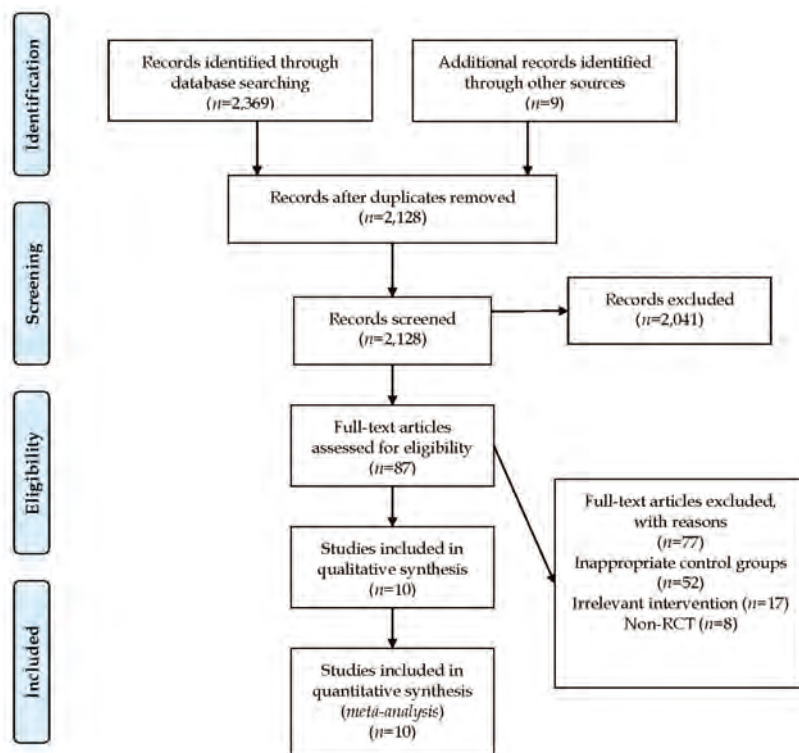 Identification
Records identified through
database searching
(n=2,369)
Additional records identified
through other sources
(n=9)
Records after duplicates removed
(n=2,128)
Screening
Records screened
(n=2,128)
Records excluded
(n=2,041)
Eligibility
Full-text articles
assessed for eligibility
(n=87)
Full-text articles excluded,
with reasons
(n=77)
Inappropriate control groups
(n=52)
Irrelevant intervention (n=17)
Non-RCT (n=8)
Studies included in
qualitative synthesis
(n=10)
Included
Studies included in
quantitative synthesis
(meta-analysis)
(n=10)